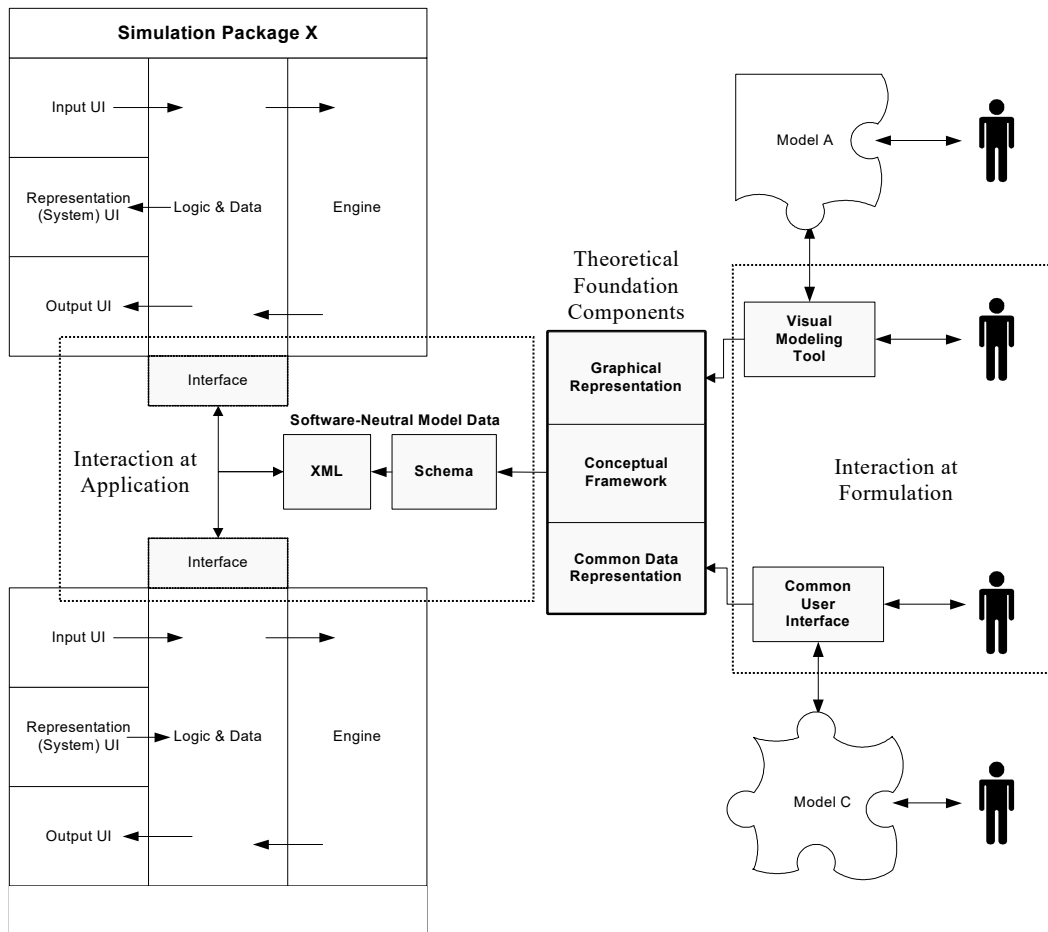 Simulation Package X
Input UI
Representation
(System) UI
Logic & Data
Engine
Output UI
Interface
Interaction at
Application
Software-Neutral Model Data
XML
Schema
Interface
Input UI
Representation
(System) UI
Logic & Data
Engine
Output UI
Theoretical
Foundation
Components
Graphical
Representation
Conceptual
Framework
Common Data
Representation
Model A
Visual
Modeling
Tool
Interaction at
Formulation
Common
User
Interface
Model C